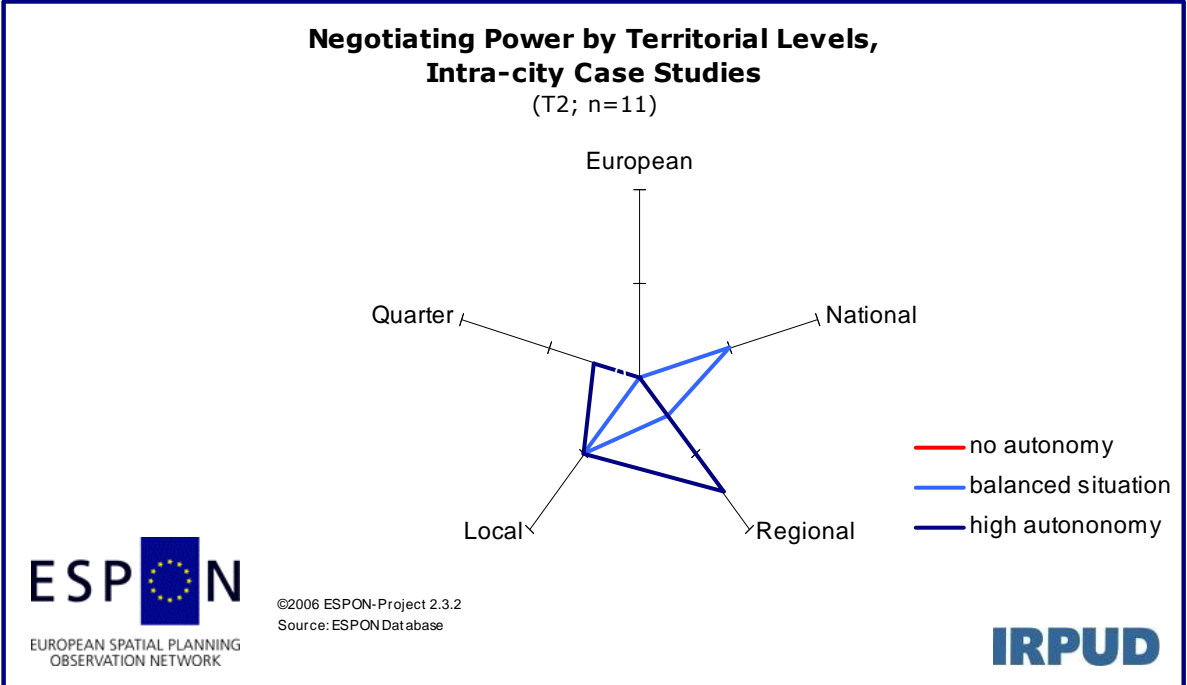 Negotiating Power by Territorial Levels,
Intra-city Case Studies
(T2; n=11)
European
Quarter
National
Local
Regional
no autonomy
balanced situation
high autononomy
ESPON
EUROPEAN SPATIAL PLANNING
OBSERVATION NETWORK
©2006 ESPON-Project 2.3.2
Source: ESPON Database
IRPUD